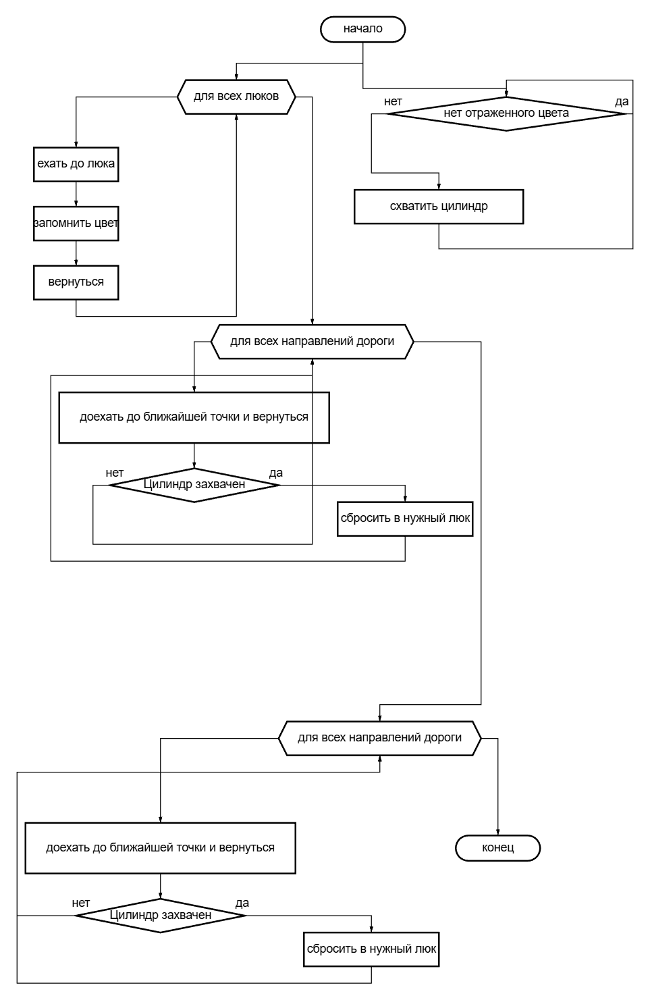 начало
для всех люков
нет
да
нет отраженного цвета
ехать до люка
схватить цилиндр
запомнить цвет
вернуться
для всех направлений дороги
доехать до ближайшей точки и вернуться
нет
да
Цилиндр захвачен
сбросить в нужный люк
для всех направлений дороги
доехать до ближайшей точки и вернуться
конец
нет
да
Цилиндр захвачен
сбросить в нужный люк